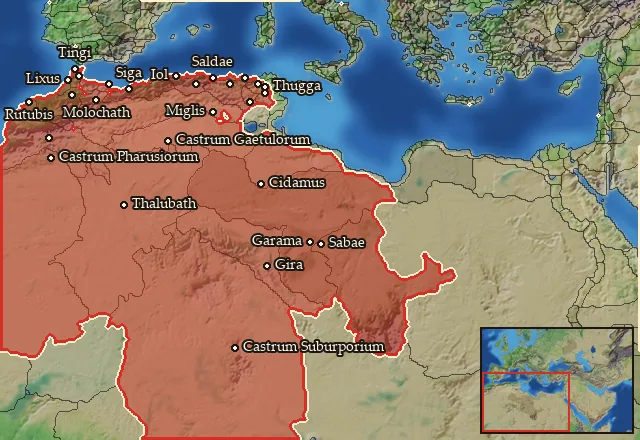 Tingi
Lixus
Siga
Iol
Saldae
Thugga
Rutubis
Molochath
Miglis
Castrum Gaetulorum
Castrum Pharusiorum
Cidamus
Thalubath
Garama
Sabae
Gira
Castrum Suburporium